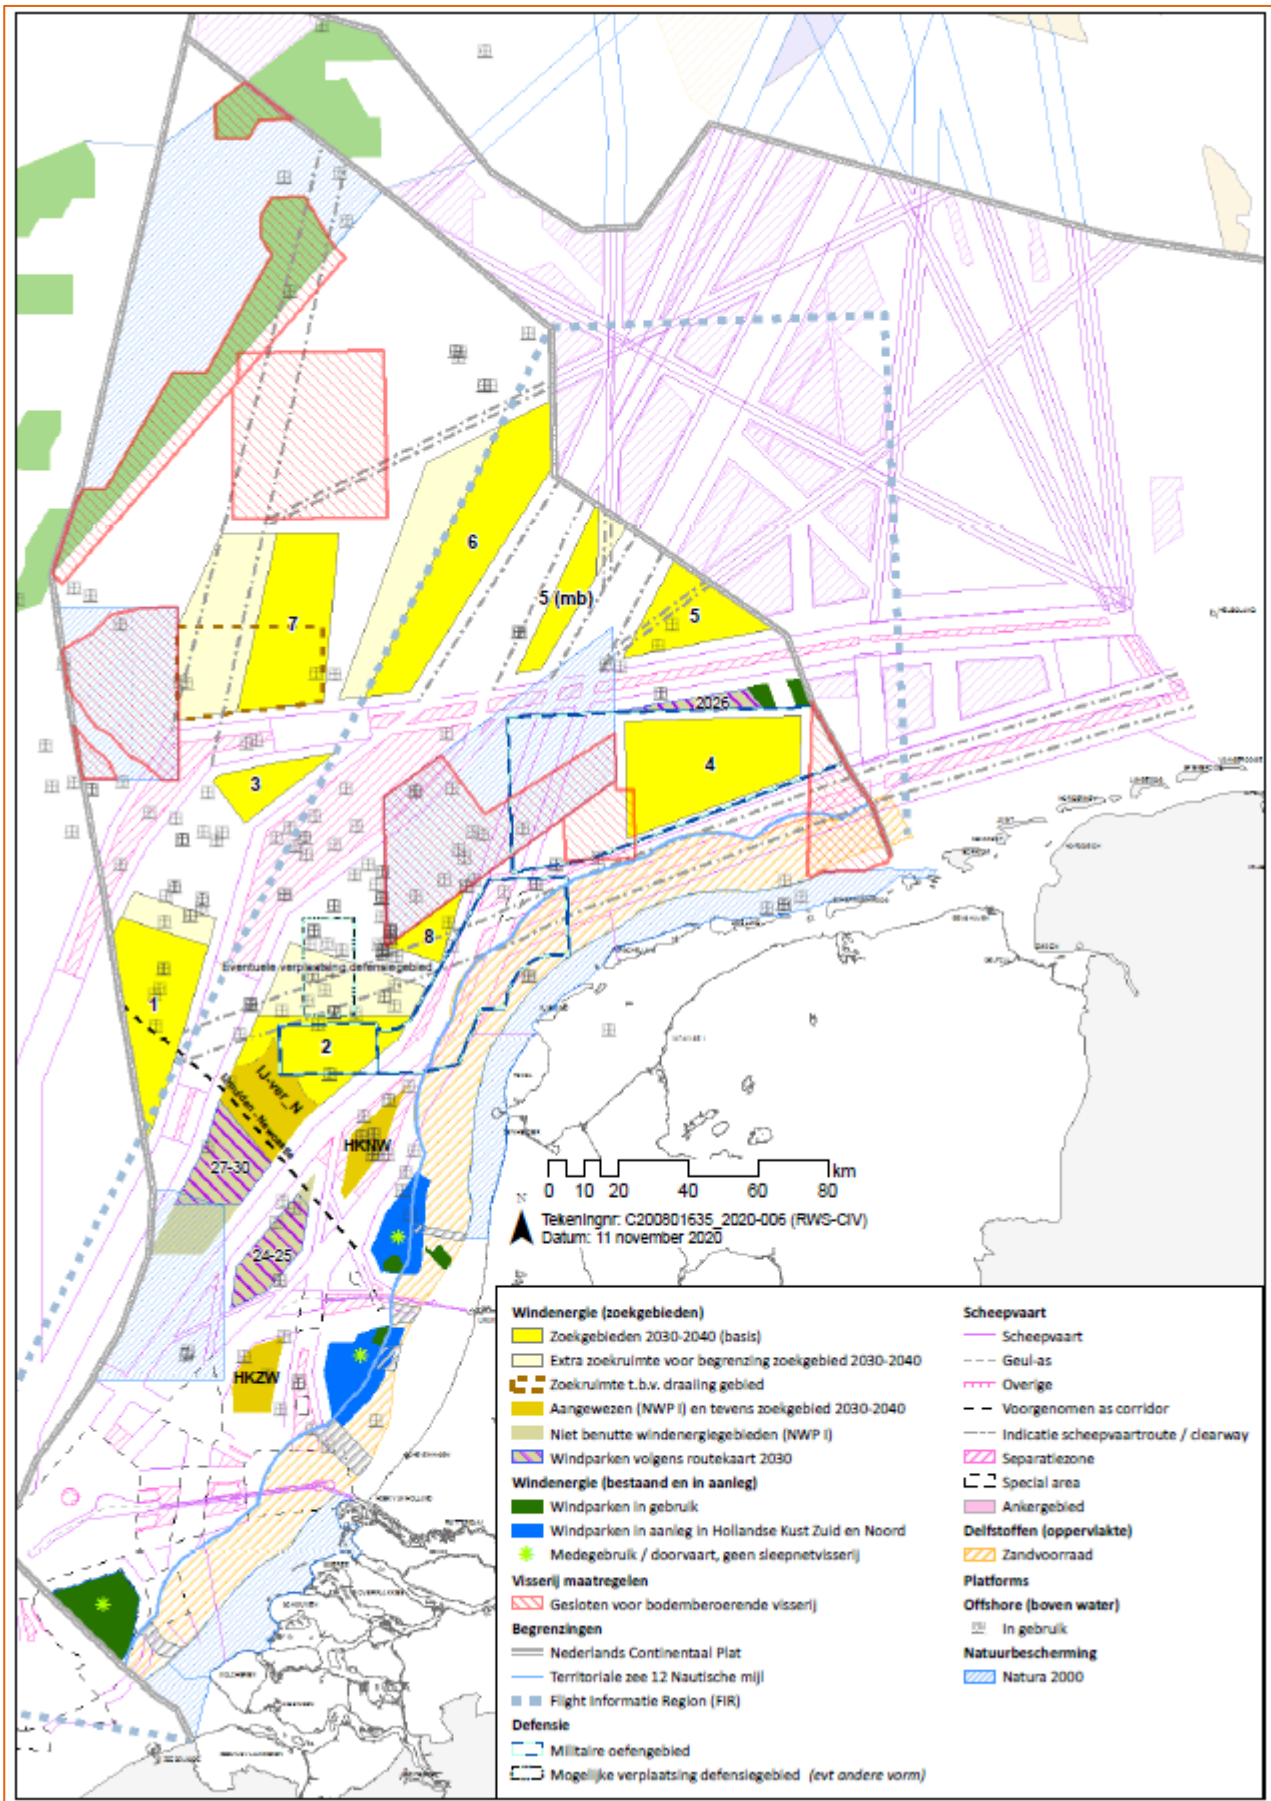 6
7
5 (mb)
5
2026
4
3
8
Eventuele verplaatsing defensiegebied
1
2
IJ-ver_N
IJmuiden - Newcastle
27-30
HKNW
24-25
HKZW
km
0 10 20 40 60 80
N
Tekeningnr: C200801635_2020-006 (RWS-CIV)
Datum: 11 november 2020
Windenergie (zoekgebieden)
Zoekgebieden 2030-2040 (basis)
Extra zoekruimte voor begrenzing zoekgebied 2030-2040
Zoekruimte t.b.v. draaiing gebied
Aangewezen (NWP I) en tevens zoekgebied 2030-2040
Niet benutte windenergiegebieden (NWP I)
Windparken volgens routekaart 2030
Windenergie (bestaand en in aanleg)
Windparken in gebruik
Windparken in aanleg in Hollandse Kust Zuid en Noord
Medegebruik / doorvaart, geen sleepnetvisserij
Visserij maatregelen
Gesloten voor bodemberoerende visserij
Begrenzingen
Nederlands Continentaal Plat
Territoriale zee 12 Nautische mijl
Flight Informatie Region (FIR)
Defensie
Militaire oefengebied
Mogelijke verplaatsing defensiegebied (evt andere vorm)
Scheepvaart
Scheepvaart
Geul-as
Overige
Voorgenomen as corridor
Indicatie scheepvaartroute / clearway
Separatiezone
Special area
Ankergebied
Delfstoffen (oppervlakte)
Zandvoorraad
Platforms
Offshore (boven water)
In gebruik
Natuurbescherming
Natura 2000